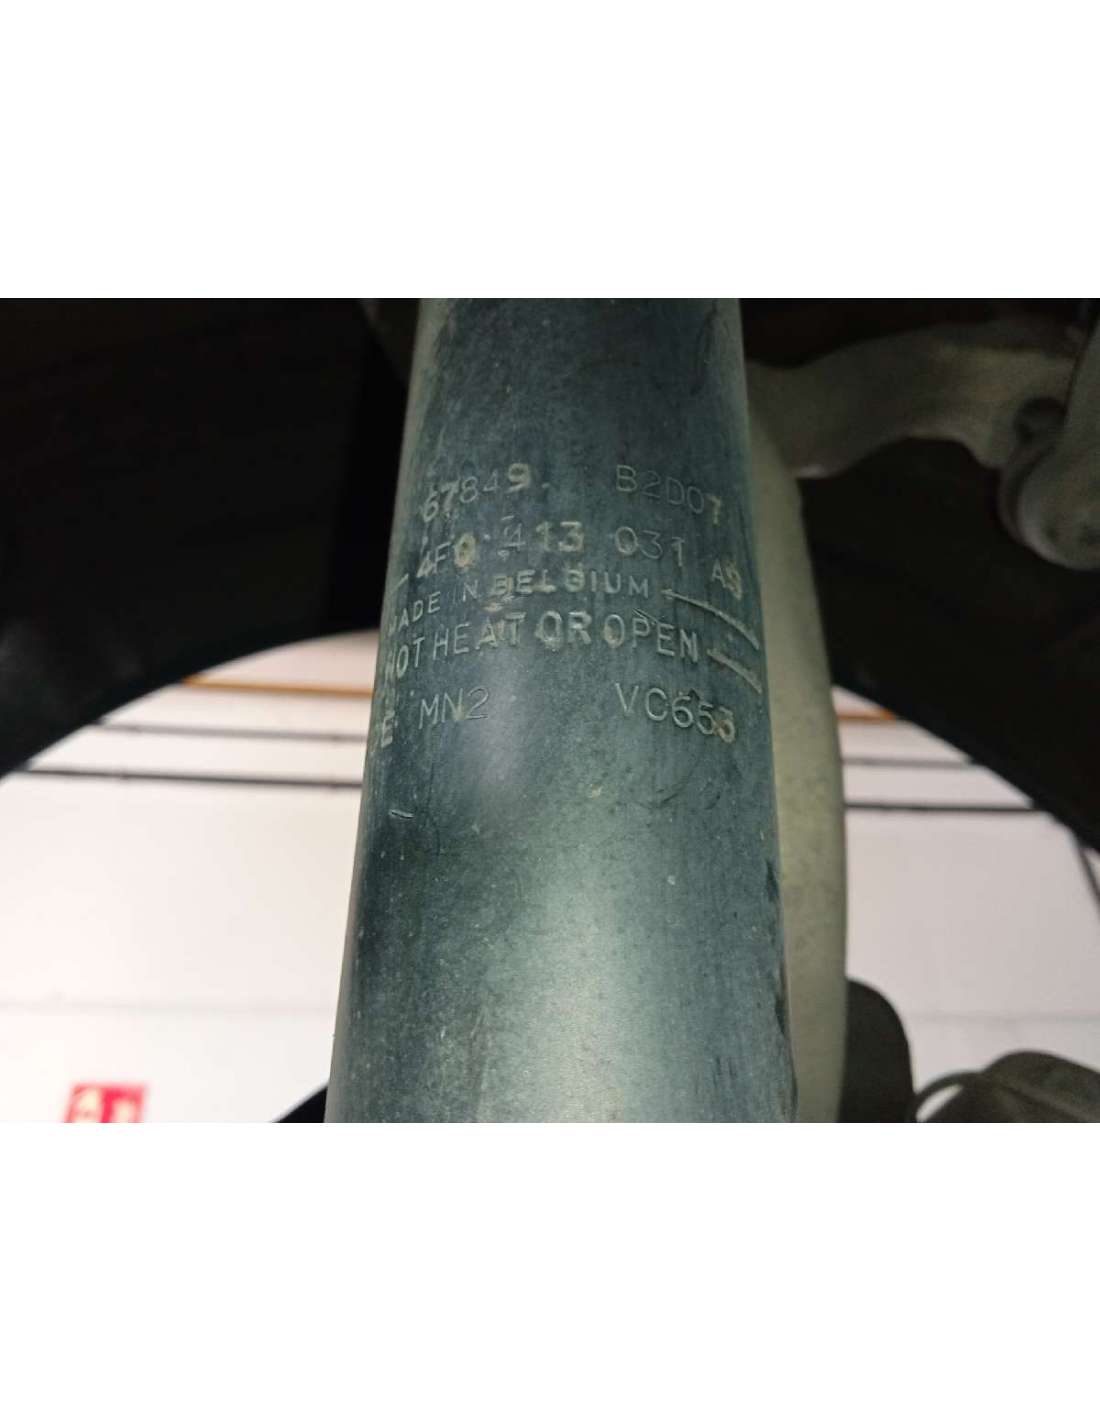 67849. B2D07
4F0 413 031 AS
MADE IN BELGIUM
NOT HEAT OR OPEN
E MN2 VC653